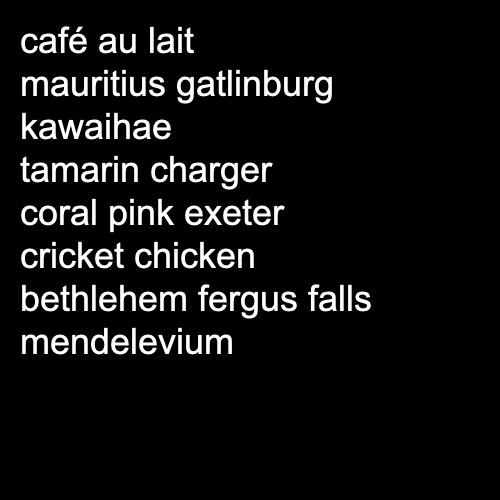 café au lait
mauritius gatlinburg
kawaihae
tamarin charger
coral pink exeter
cricket chicken
bethlehem fergus falls
mendelevium